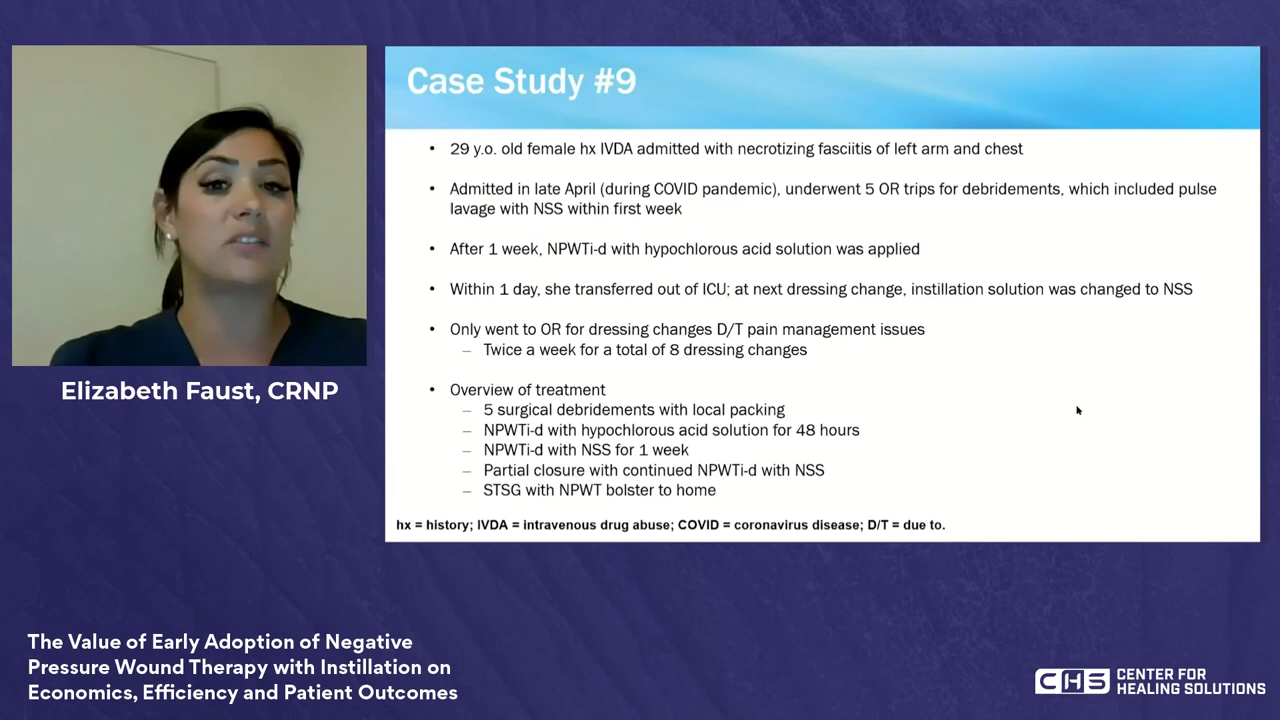 Case Study #9
• 29 y.o. old female hx IVDA admitted with necrotizing fasciitis of left arm and chest
• Admitted in late April (during COVID pandemic), underwent 5 OR trips for debridements, which included pulse
lavage with NSS within first week
• After 1 week, NPWTi-d with hypochlorous acid solution was applied
• Within 1 day, she transferred out of ICU; at next dressing change, instillation solution was changed to NSS
• Only went to OR for dressing changes D/T pain management issues
– Twice a week for a total of 8 dressing changes
• Overview of treatment
– 5 surgical debridements with local packing
– NPWTi-d with hypochlorous acid solution for 48 hours
– NPWTi-d with NSS for 1 week
– Partial closure with continued NPWTi-d with NSS
– STSG with NPWT bolster to home
hx = history; IVDA = intravenous drug abuse; COVID = coronavirus disease; D/T = due to.
Elizabeth Faust, CRNP
The Value of Early Adoption of Negative
Pressure Wound Therapy with Instillation on
Economics, Efficiency and Patient Outcomes
CHS
CENTER FOR
HEALING SOLUTIONS